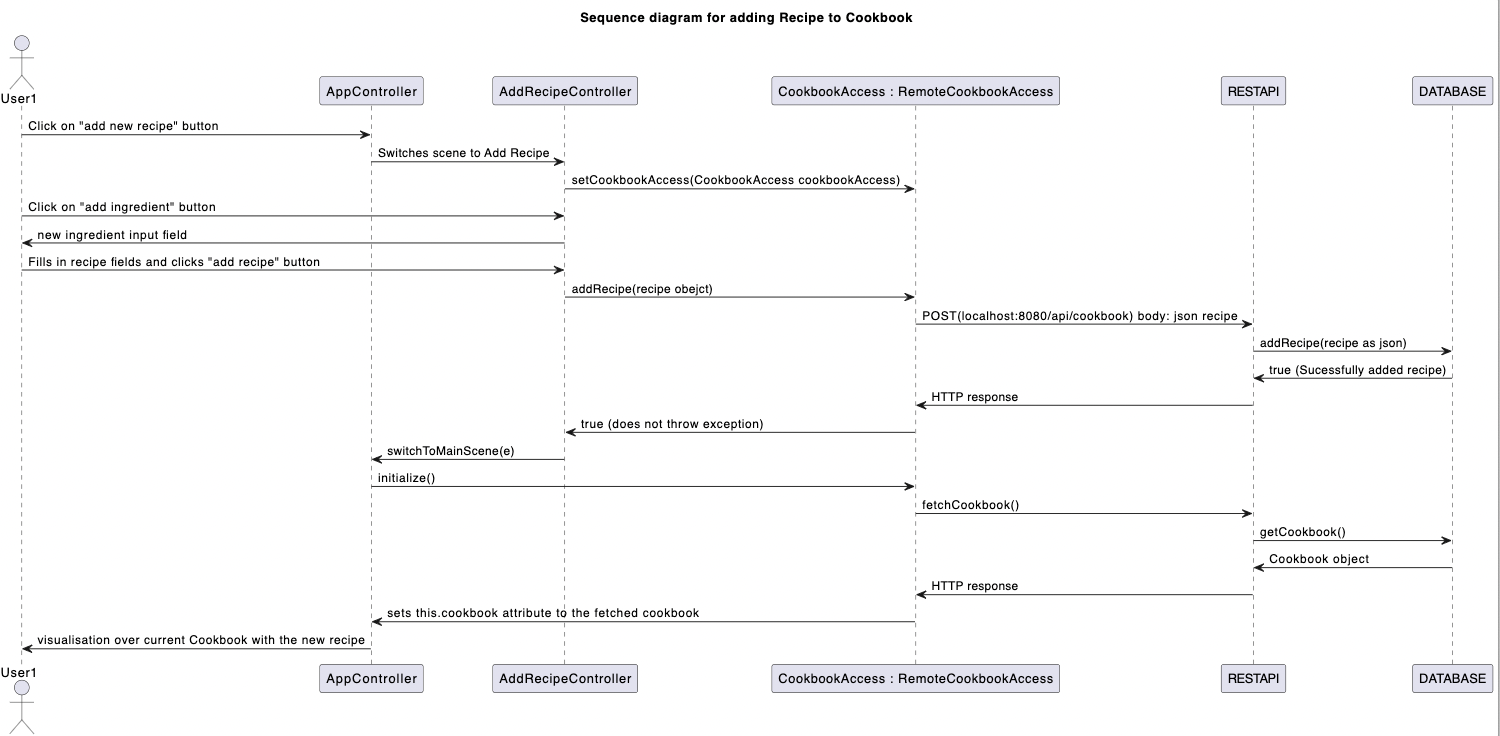 Sequence diagram for adding Recipe to Cookbook
User1
AppController
AddRecipeController
CookbookAccess : RemoteCookbookAccess
RESTAPI
DATABASE
Click on "add new recipe" button
Switches scene to Add Recipe
setCookbookAccess(CookbookAccess cookbookAccess)
Click on "add ingredient" button
new ingredient input field
Fills in recipe fields and clicks "add recipe" button
addRecipe(recipe obejct)
POST(localhost:8080/api/cookbook) body: json recipe
addRecipe(recipe as json)
true (Sucessfully added recipe)
HTTP response
true (does not throw exception)
switchToMainScene(e)
initialize()
fetchCookbook()
getCookbook()
Cookbook object
HTTP response
sets this.cookbook attribute to the fetched cookbook
visualisation over current Cookbook with the new recipe
User1
AppController
AddRecipeController
CookbookAccess : RemoteCookbookAccess
RESTAPI
DATABASE